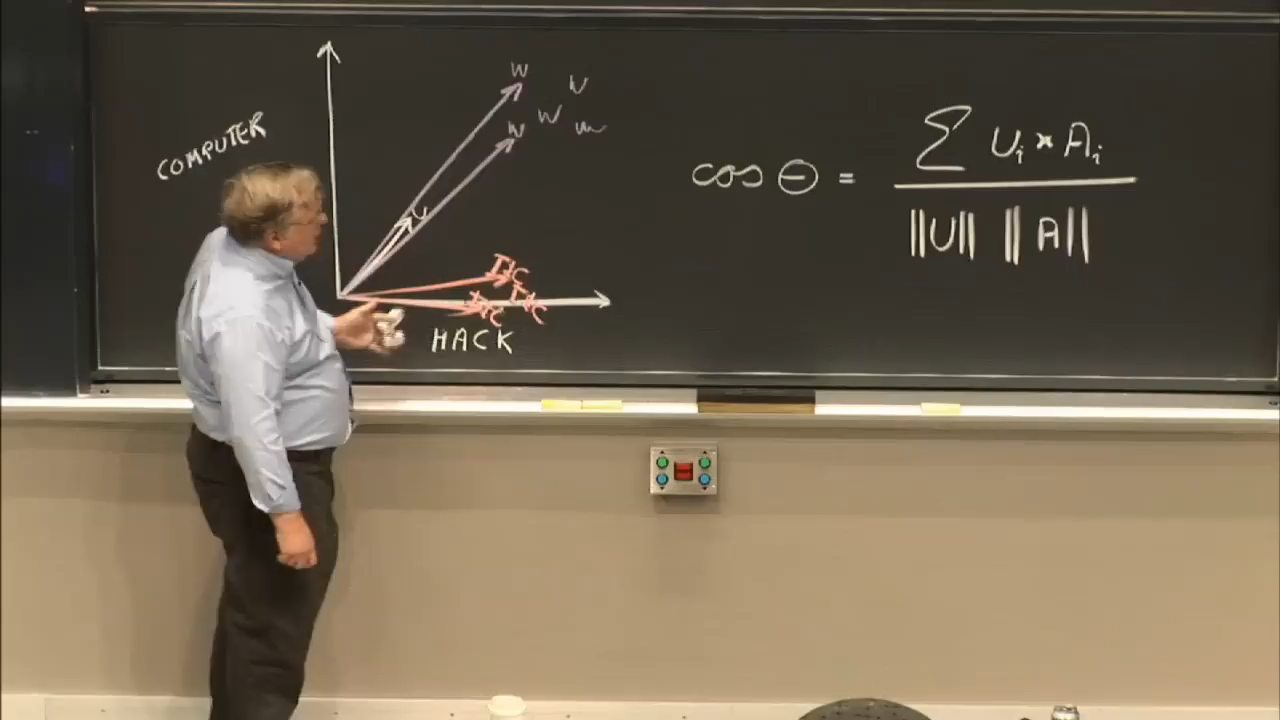 COMPUTER
W
W
W
W
W
U
T&C
T&C
T&C
HACK
cos Θ = ∑ Uᵢ * Aᵢ
||U|| ||A||